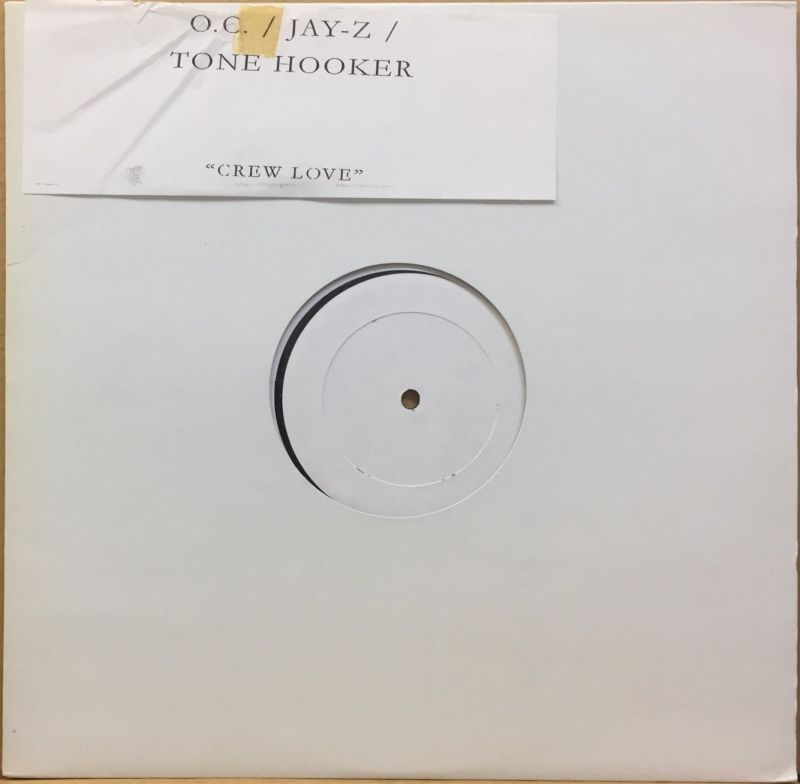 O.C. / JAY-Z /
TONE HOOKER
“CREW LOVE”